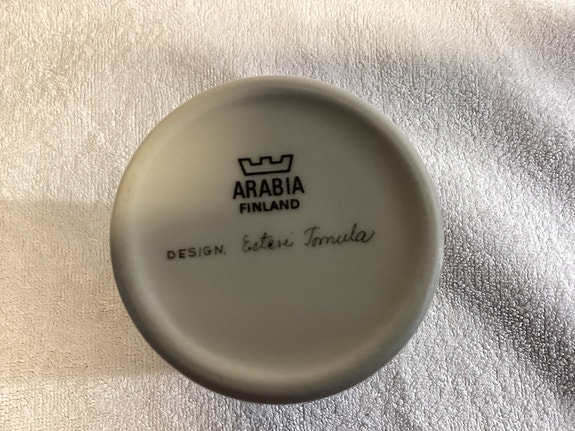 ARABIA
FINLAND
DESIGN. Esteri Tomula